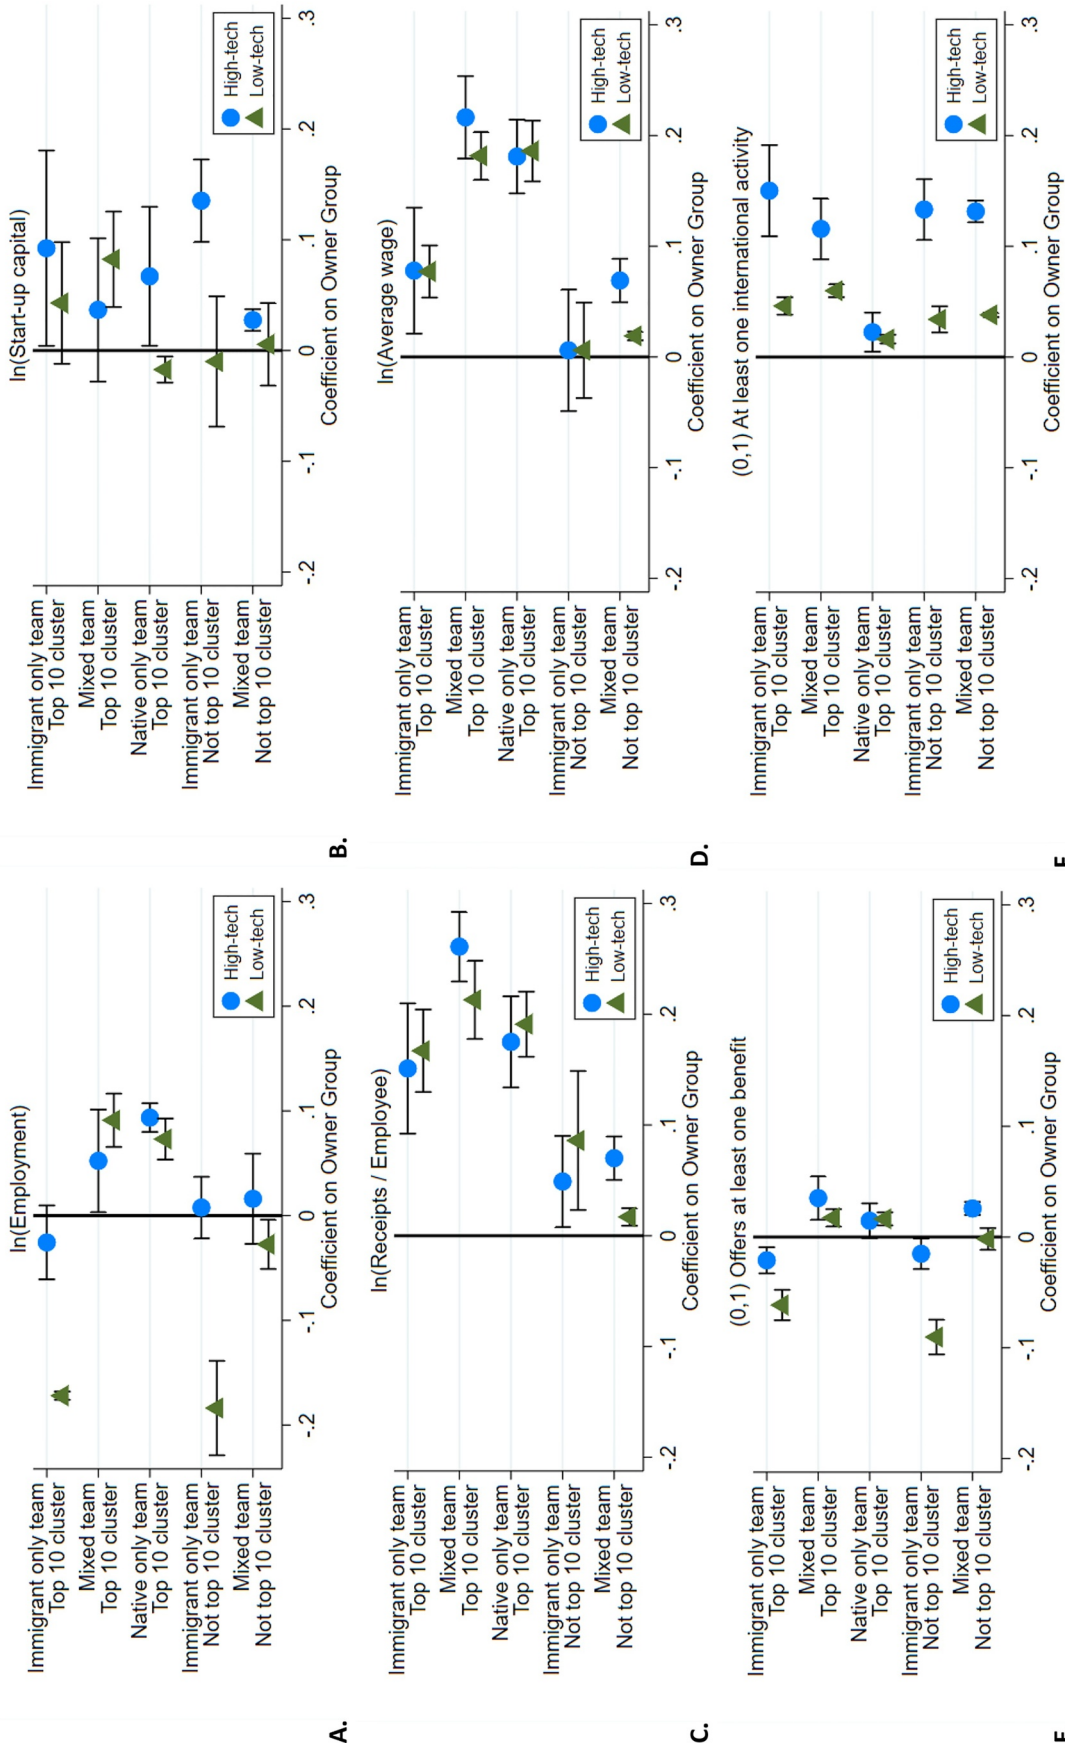 ln(Employment)
Immigrant only team
Top 10 cluster
Mixed team
Top 10 cluster
Native only team
Top 10 cluster
Immigrant only team
Not top 10 cluster
Mixed team
Not top 10 cluster
High-tech
Low-tech
-.2 -.1 0 .1 .2 .3
Coefficient on Owner Group
A.
ln(Start-up capital)
Immigrant only team
Top 10 cluster
Mixed team
Top 10 cluster
Native only team
Top 10 cluster
Immigrant only team
Not top 10 cluster
Mixed team
Not top 10 cluster
High-tech
Low-tech
-.2 -.1 0 .1 .2 .3
Coefficient on Owner Group
B.
ln(Receipts / Employee)
Immigrant only team
Top 10 cluster
Mixed team
Top 10 cluster
Native only team
Top 10 cluster
Immigrant only team
Not top 10 cluster
Mixed team
Not top 10 cluster
High-tech
Low-tech
-.2 -.1 0 .1 .2 .3
Coefficient on Owner Group
C.
ln(Average wage)
Immigrant only team
Top 10 cluster
Mixed team
Top 10 cluster
Native only team
Top 10 cluster
Immigrant only team
Not top 10 cluster
Mixed team
Not top 10 cluster
High-tech
Low-tech
-.2 -.1 0 .1 .2 .3
Coefficient on Owner Group
D.
(0,1) Offers at least one benefit
Immigrant only team
Top 10 cluster
Mixed team
Top 10 cluster
Native only team
Top 10 cluster
Immigrant only team
Not top 10 cluster
Mixed team
Not top 10 cluster
High-tech
Low-tech
-.2 -.1 0 .1 .2 .3
Coefficient on Owner Group
(0,1) At least one international activity
Immigrant only team
Top 10 cluster
Mixed team
Top 10 cluster
Native only team
Top 10 cluster
Immigrant only team
Not top 10 cluster
Mixed team
Not top 10 cluster
High-tech
Low-tech
-.2 -.1 0 .1 .2 .3
Coefficient on Owner Group